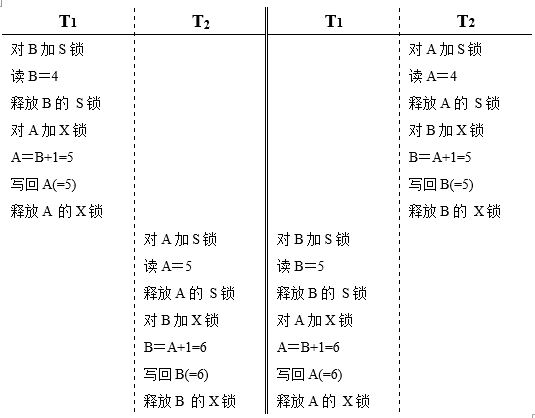 T1 T2 T1 T2
对 B 加 S 锁 对 A 加 S 锁
读 B＝4 读 A＝4
释放 B 的 S 锁 释放 A 的 S 锁
对 A 加 X 锁 对 B 加 X 锁
A＝B+1=5 B＝A+1=5
写回 A(=5) 写回 B(=5)
释放 A 的 X 锁 释放 B 的 X 锁
对 A 加 S 锁 对 B 加 S 锁
读 A＝5 读 B＝5
释放 A 的 S 锁 释放 B 的 S 锁
对 B 加 X 锁 对 A 加 X 锁
B＝A+1=6 A＝B+1=6
写回 B(=6) 写回 A(=6)
释放 B 的 X 锁 释放 A 的 X 锁